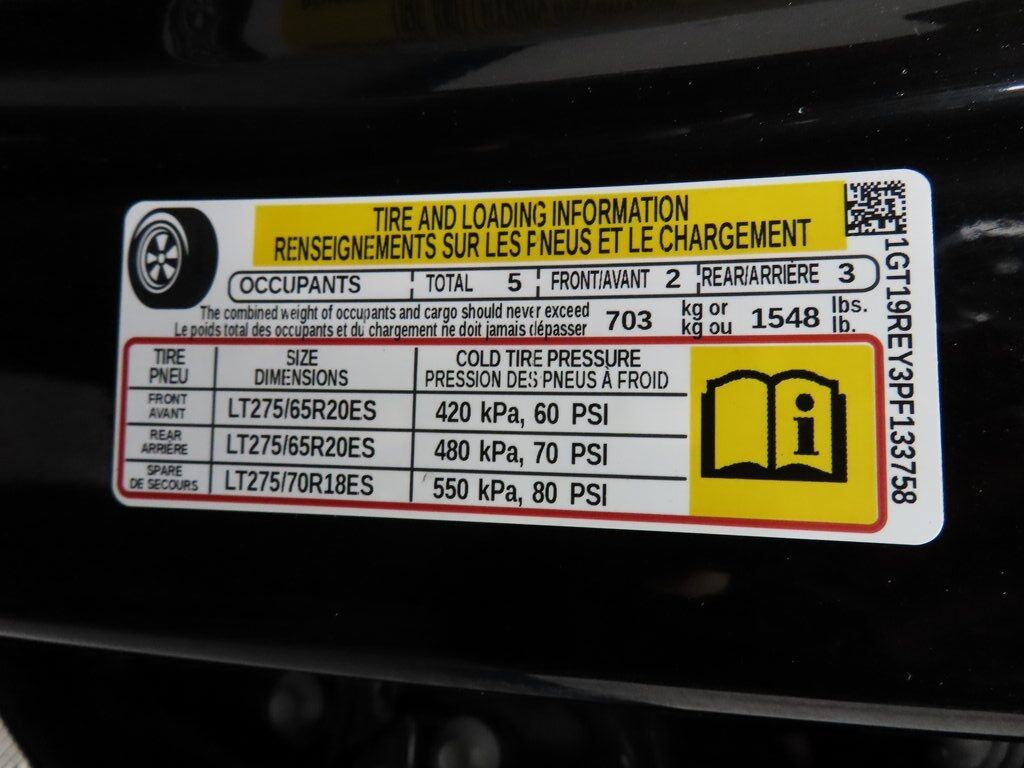 TIRE AND LOADING INFORMATION
RENSEIGNEMENTS SUR LES PNEUS ET LE CHARGEMENT
OCCUPANTS TOTAL 5 FRONT/AVANT 2 REAR/ARRIÈRE 3
The combined weight of occupants and cargo should never exceed 703 kg or 1548 lbs.
Le poids total des occupants et du chargement ne doit jamais dépasser kg ou lb.
TIRE SIZE COLD TIRE PRESSURE
PNEU DIMENSIONS PRESSION DES PNEUS À FROID
FRONT
AVANT LT275/65R20ES 420 kPa, 60 PSI
REAR
ARRIÈRE LT275/65R20ES 480 kPa, 70 PSI
SPARE
DE SECOURS LT275/70R18ES 550 kPa, 80 PSI
i
1GT19REY3PF133758